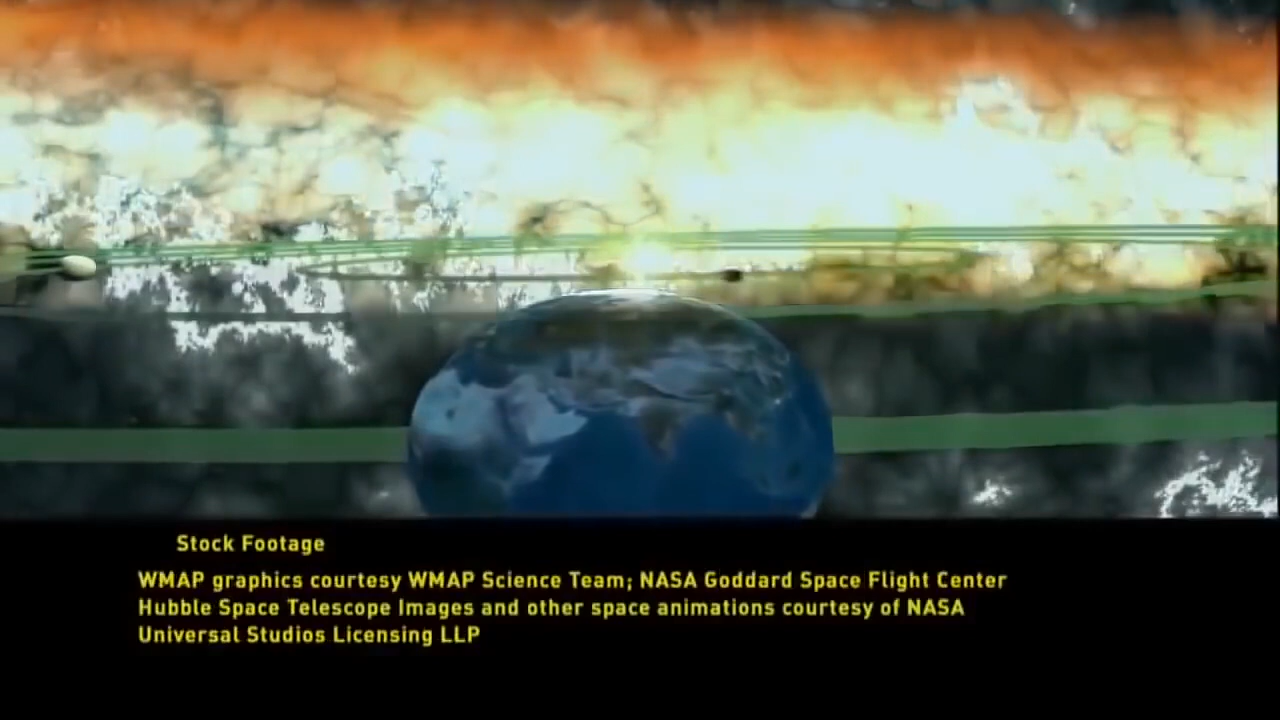 Stock Footage
WMAP graphics courtesy WMAP Science Team; NASA Goddard Space Flight Center
Hubble Space Telescope Images and other space animations courtesy of NASA
Universal Studios Licensing LLP